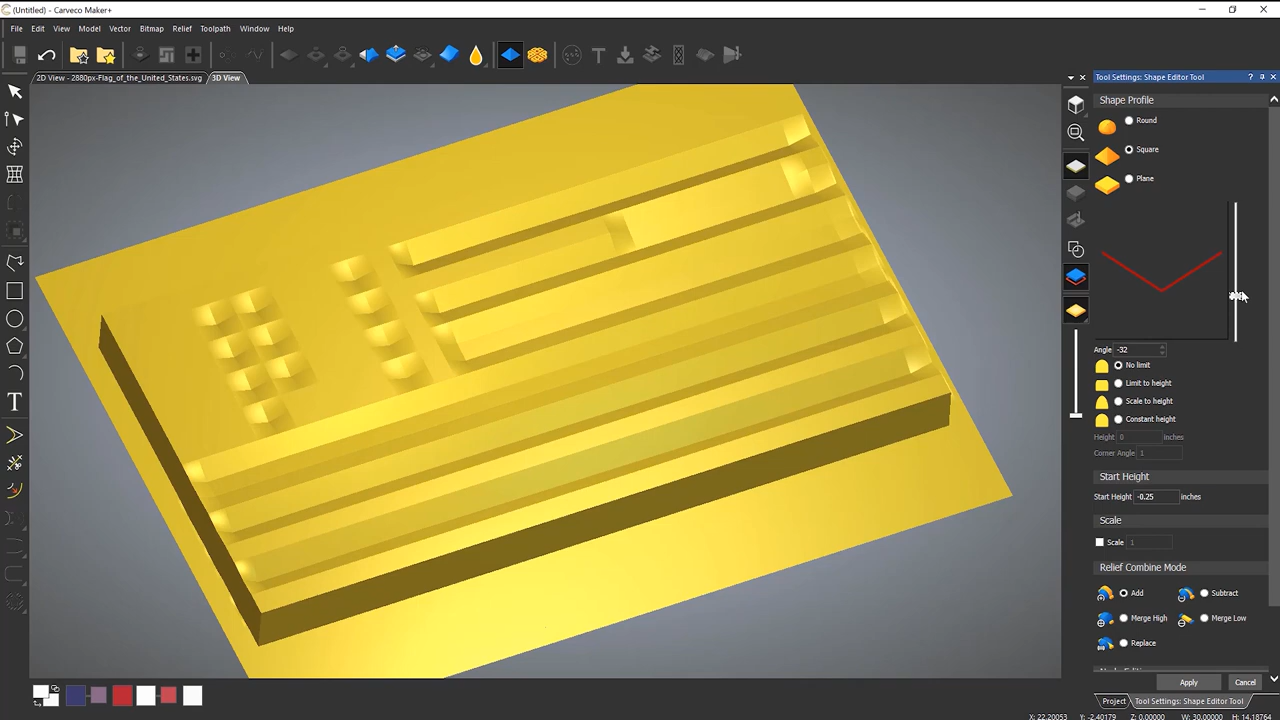 (Untitled) - Carveco Maker+
File Edit View Model Vector Bitmap Relief Toolpath Window Help
2D View - 2880px-Flag_of_the_United_States.svg 3D View
Tool Settings: Shape Editor Tool
Shape Profile
Round
Square
Plane
Angle -32
No limit
Limit to height
Scale to height
Constant height
Height 0 inches
Corner Angle 1
Start Height
Start Height -0.25 inches
Scale
Scale 1
Relief Combine Mode
Add Subtract
Merge High Merge Low
Replace
Apply Cancel
Project Tool Settings: Shape Editor Tool
X: 22.20053 Y: -2.40179 Z: 0.00000 W: 30.00000 H: 14.18764